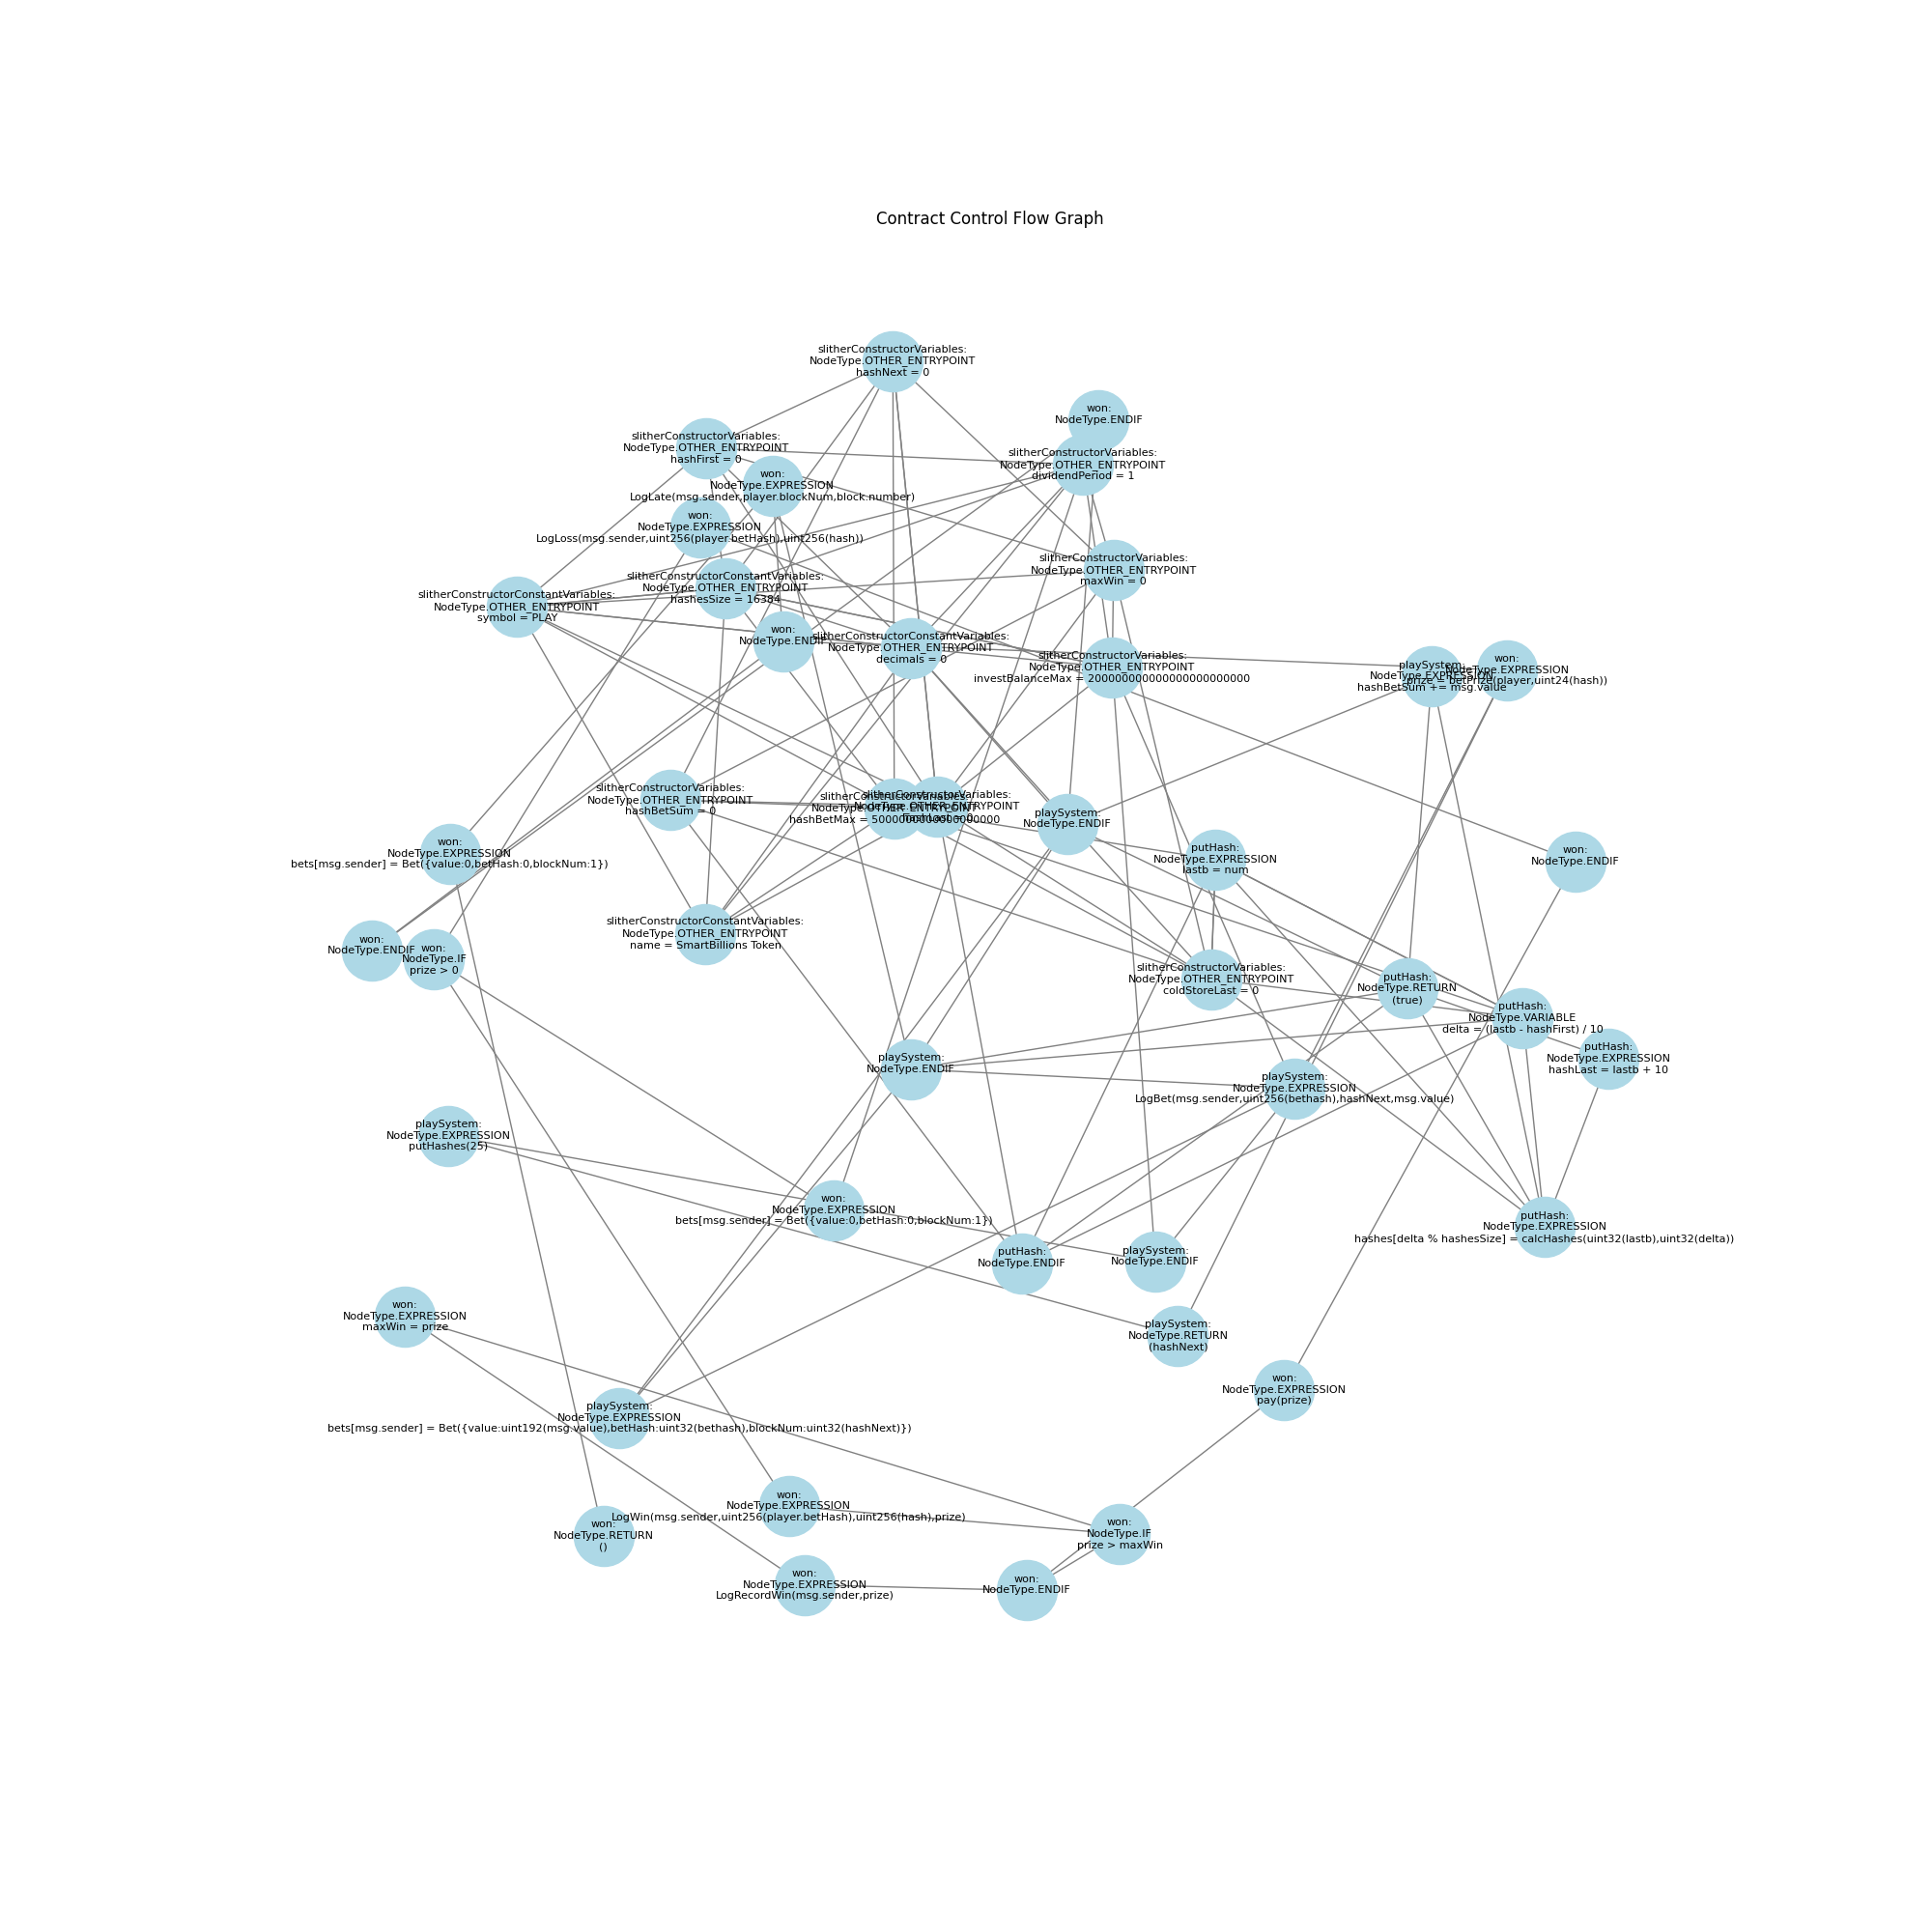 Contract Control Flow Graph
slitherConstructorVariables:
NodeType.OTHER_ENTRYPOINT
hashNext = 0
won:
NodeType.ENDIF
slitherConstructorVariables:
NodeType.OTHER_ENTRYPOINT
hashFirst = 0
slitherConstructorVariables:
NodeType.OTHER_ENTRYPOINT
dividendPeriod = 1
won:
NodeType.EXPRESSION
LogLate(msg.sender,player.blockNum,block.number)
won:
NodeType.EXPRESSION
LogLoss(msg.sender,uint256(player.betHash),uint256(hash))
slitherConstructorVariables:
NodeType.OTHER_ENTRYPOINT
maxWin = 0
slitherConstructorConstantVariables:
NodeType.OTHER_ENTRYPOINT
hashesSize = 16384
slitherConstructorConstantVariables:
NodeType.OTHER_ENTRYPOINT
symbol = PLAY
won:
NodeType.ENDIF
slitherConstructorConstantVariables:
NodeType.OTHER_ENTRYPOINT
decimals = 0
slitherConstructorVariables:
NodeType.OTHER_ENTRYPOINT
investBalanceMax = 200000000000000000000000
playSystem:
NodeType.EXPRESSION
hashBetSum += msg.value
won:
NodeType.EXPRESSION
prize = betPrize(player,uint24(hash))
slitherConstructorVariables:
NodeType.OTHER_ENTRYPOINT
hashBetSum = 0
slitherConstructorVariables:
NodeType.OTHER_ENTRYPOINT
hashBetMax = 5000000000000000000
slitherConstructorVariables:
NodeType.OTHER_ENTRYPOINT
playSystem:
NodeType.ENDIF
won:
NodeType.EXPRESSION
bets[msg.sender] = Bet({value:0,betHash:0,blockNum:1})
putHash:
NodeType.EXPRESSION
lastb = num
won:
NodeType.ENDIF
slitherConstructorConstantVariables:
NodeType.OTHER_ENTRYPOINT
name = SmartBillions Token
won:
NodeType.ENDIF
won:
NodeType.IF
prize > 0
slitherConstructorVariables:
NodeType.OTHER_ENTRYPOINT
coldStoreLast = 0
putHash:
NodeType.RETURN
(true)
putHash:
NodeType.VARIABLE
delta = (lastb - hashFirst) / 10
putHash:
NodeType.EXPRESSION
hashLast = lastb + 10
playSystem:
NodeType.ENDIF
playSystem:
NodeType.EXPRESSION
LogBet(msg.sender,uint256(bethash),hashNext,msg.value)
playSystem:
NodeType.EXPRESSION
putHashes(25)
won:
NodeType.EXPRESSION
bets[msg.sender] = Bet({value:0,betHash:0,blockNum:1})
putHash:
NodeType.EXPRESSION
hashes[delta % hashesSize] = calcHashes(uint32(lastb),uint32(delta))
putHash:
NodeType.ENDIF
playSystem:
NodeType.ENDIF
won:
NodeType.EXPRESSION
maxWin = prize
playSystem:
NodeType.RETURN
(hashNext)
won:
NodeType.EXPRESSION
pay(prize)
playSystem:
NodeType.EXPRESSION
bets[msg.sender] = Bet({value:uint192(msg.value),betHash:uint32(bethash),blockNum:uint32(hashNext)})
won:
NodeType.EXPRESSION
LogWin(msg.sender,uint256(player.betHash),uint256(hash),prize)
won:
NodeType.RETURN
()
won:
NodeType.IF
prize > maxWin
won:
NodeType.EXPRESSION
LogRecordWin(msg.sender,prize)
won:
NodeType.ENDIF